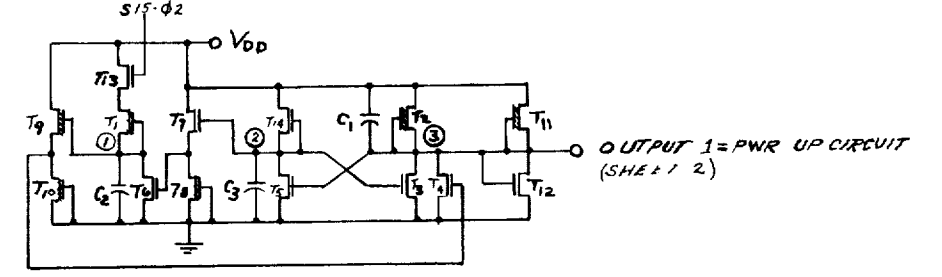 S15·Φ2
VDD
T13
T9
T1
T7
T14
C1
T2
T11
1
2
3
OUTPUT 1 = PWR UP CIRCUIT
(SHEET 2)
T10
C2
T6
T8
C3
T5
T3
T4
T12